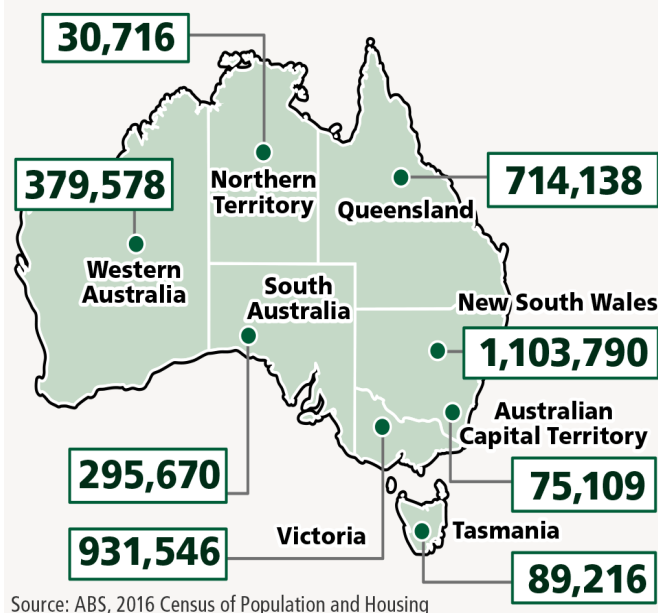 30,716
379,578
Northern
Territory
714,138
Queensland
Western
Australia
South
Australia
New South Wales
1,103,790
Australian
Capital Territory
295,670
75,109
931,546
Victoria
Tasmania
89,216
Source: ABS, 2016 Census of Population and Housing